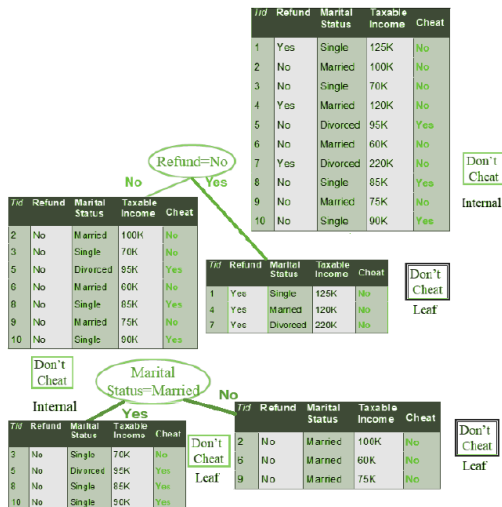 Tid Refund Marital Status Taxable Income Cheat
1 Yes Single 125K No
2 No Married 100K No
3 No Single 70K No
4 Yes Married 120K No
5 No Divorced 95K Yes
6 No Married 60K No
7 Yes Divorced 220K No
8 No Single 85K Yes
9 No Married 75K No
10 No Single 90K Yes
Don't
Cheat
Internal
Refund=No
No Yes
Tid Refund Marital Status Taxable Income Cheat
2 No Married 100K No
3 No Single 70K No
5 No Divorced 95K Yes
6 No Married 60K No
8 No Single 85K Yes
9 No Married 75K No
10 No Single 90K Yes
Tid Refund Marital Status Taxable Income Cheat
1 Yes Single 125K No
4 Yes Married 120K No
7 Yes Divorced 220K No
Don't
Cheat
Leaf
Don't
Cheat
Internal
Marital
Status=Married
Yes No
Tid Refund Marital Status Taxable Income Cheat
3 No Single 70K No
5 No Divorced 95K Yes
8 No Single 85K Yes
10 No Single 90K Yes
Don't
Cheat
Leaf
Tid Refund Marital Status Taxable Income Cheat
2 No Married 100K No
6 No Married 60K No
9 No Married 75K No
Don't
Cheat
Leaf